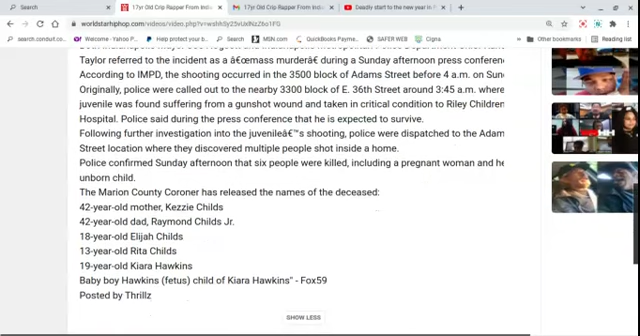 Search
17yr Old Crip Rapper From India
17yr Old Crip Rapper From Indi
Deadly start to the new year in
worldstarhiphop.com/videos/video.php?
search.conduit.co...
Welcome · Yahoo P...
Help protect your b...
Search
MSN.com
QuickBooks Payme...
SAFER WEB
Cigna
Other bookmarks
Reading list
Taylor referred to the incident as a â€œmass murderâ€ during a Sunday afternoon press conferen
According to IMPD, the shooting occurred in the 3500 block of Adams Street before 4 a.m. on Sun
Originally, police were called out to the nearby 3300 block of E. 36th Street around 3:45 a.m. where
juvenile was found suffering from a gunshot wound and taken in critical condition to Riley Children
Hospital. Police said during the press conference that he is expected to survive.
Following further investigation into the juvenileâ€™s shooting, police were dispatched to the Adam
Street location where they discovered multiple people shot inside a home.
Police confirmed Sunday afternoon that six people were killed, including a pregnant woman and he
unborn child.
The Marion County Coroner has released the names of the deceased:
42-year-old mother, Kezzie Childs
42-year-old dad, Raymond Childs Jr.
18-year-old Elijah Childs
13-year-old Rita Childs
19-year-old Kiara Hawkins
Baby boy Hawkins (fetus) child of Kiara Hawkins" - Fox59
Posted by Thrillz
SHOW LESS